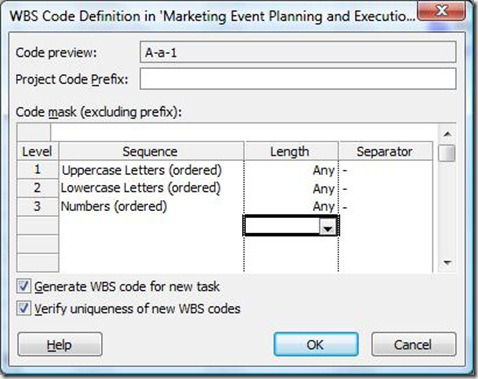 WBS Code Definition in 'Marketing Event Planning and Executio...
Code preview: A-a-1
Project Code Prefix:
Code mask (excluding prefix):
Level Sequence Length Separator
1 Uppercase Letters (ordered) Any -
2 Lowercase Letters (ordered) Any -
3 Numbers (ordered) Any -
Generate WBS code for new task
Verify uniqueness of new WBS codes
Help OK Cancel